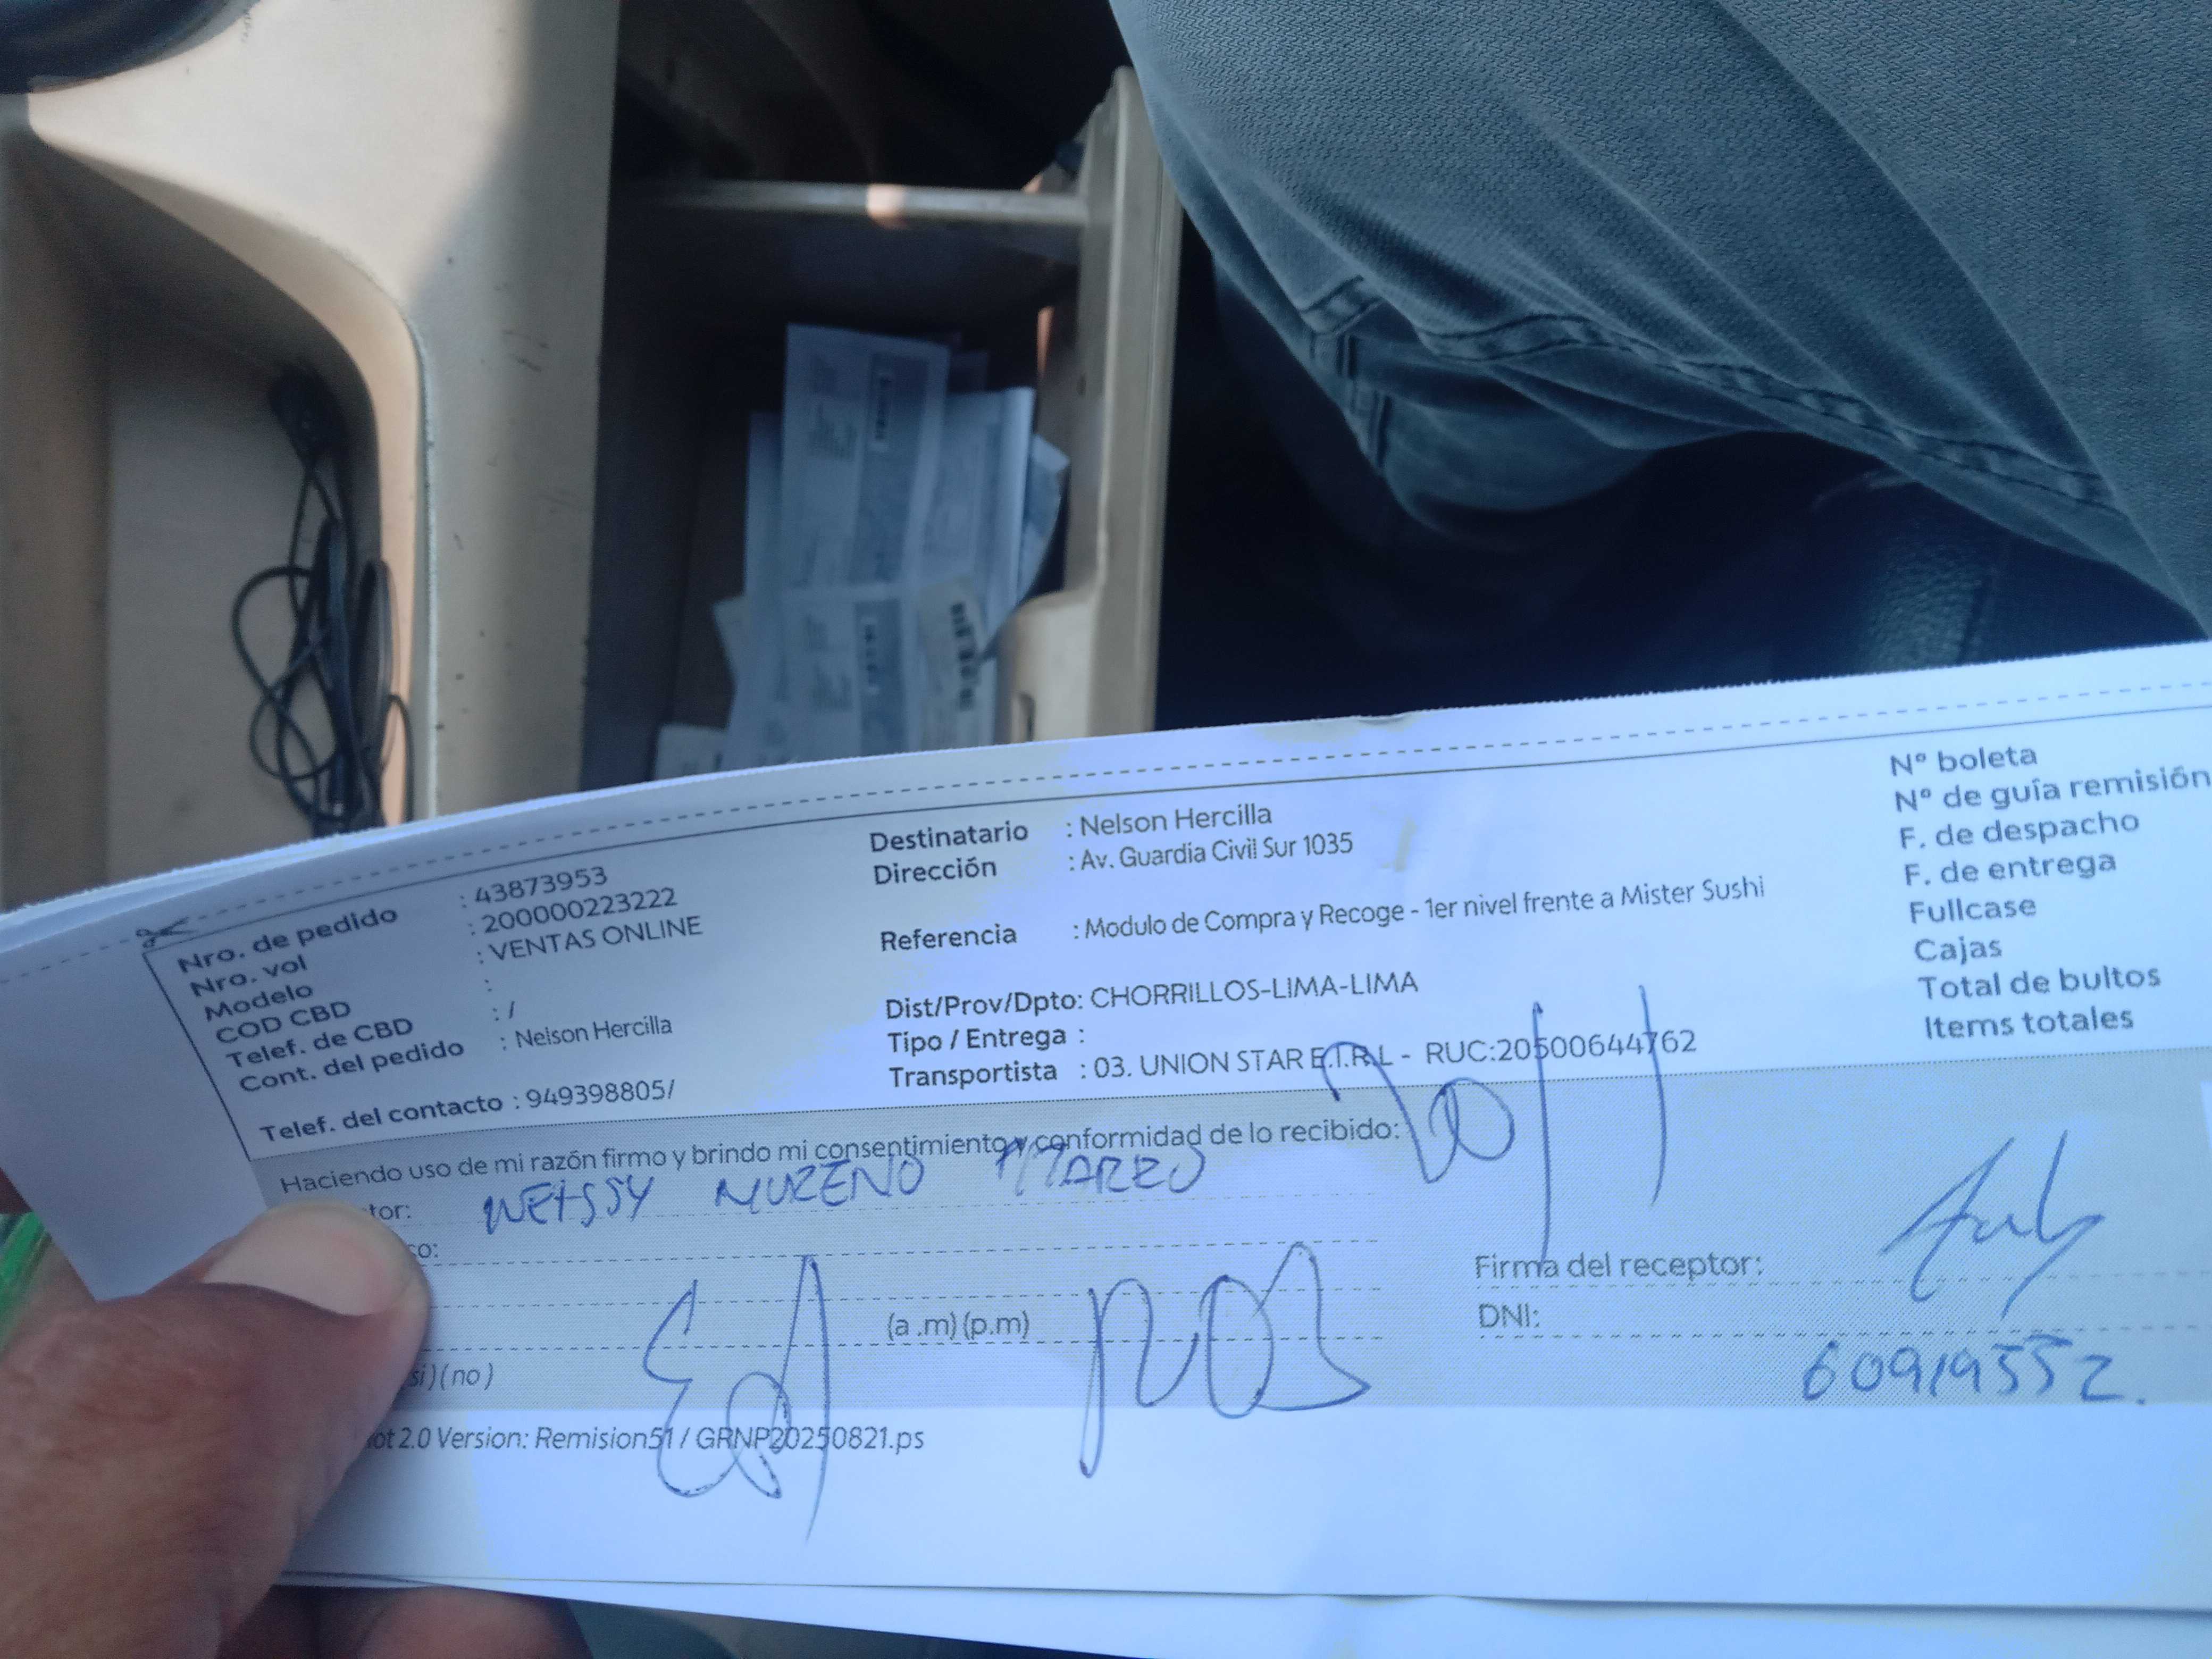 Nro. de pedido : 43873953
Nro. vol : 200000223222
Modelo : VENTAS ONLINE
COD CBD :
Telef. de CBD : /
Cont. del pedido : Nelson Hercilla
Telef. del contacto : 949398805/
Destinatario : Nelson Hercilla
Dirección : Av. Guardia Civil Sur 1035
Referencia : Modulo de Compra y Recoge - 1er nivel frente a Mister Sushi
Dist/Prov/Dpto: CHORRILLOS-LIMA-LIMA
Tipo / Entrega :
Transportista : 03. UNION STAR E.I.R.L - RUC:20500644762
N° boleta
N° de guía remisión
F. de despacho
F. de entrega
Fullcase
Cajas
Total de bultos
Items totales
Haciendo uso de mi razón firmo y brindo mi consentimiento y conformidad de lo recibido:
tor:
co:
(a .m) (p.m)
si) ( no )
Firma del receptor:
DNI: 60919552.
2.0 Version: Remision51 / GRNP20250821.ps